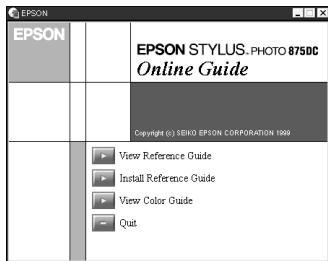 EPSON
EPSON
EPSON STYLUS PHOTO 875DC
Online Guide
Copyright (c) SEIKO EPSON CORPORATION 1999
View Reference Guide
Install Reference Guide
View Color Guide
Quit